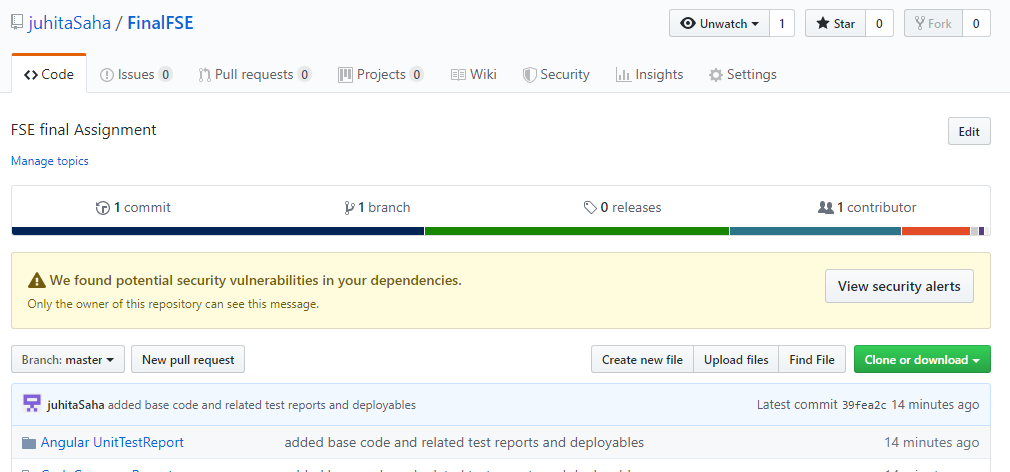 juhitaSaha / FinalFSE
Unwatch 1 Star 0 Fork 0
Code Issues 0 Pull requests 0 Projects 0 Wiki Security Insights Settings
FSE final Assignment
Edit
Manage topics
1 commit 1 branch 0 releases 1 contributor
We found potential security vulnerabilities in your dependencies.
Only the owner of this repository can see this message.
View security alerts
Branch: master New pull request Create new file Upload files Find File Clone or download
juhitaSaha added base code and related test reports and deployables Latest commit 39fea2c 14 minutes ago
Angular UnitTestReport added base code and related test reports and deployables 14 minutes ago